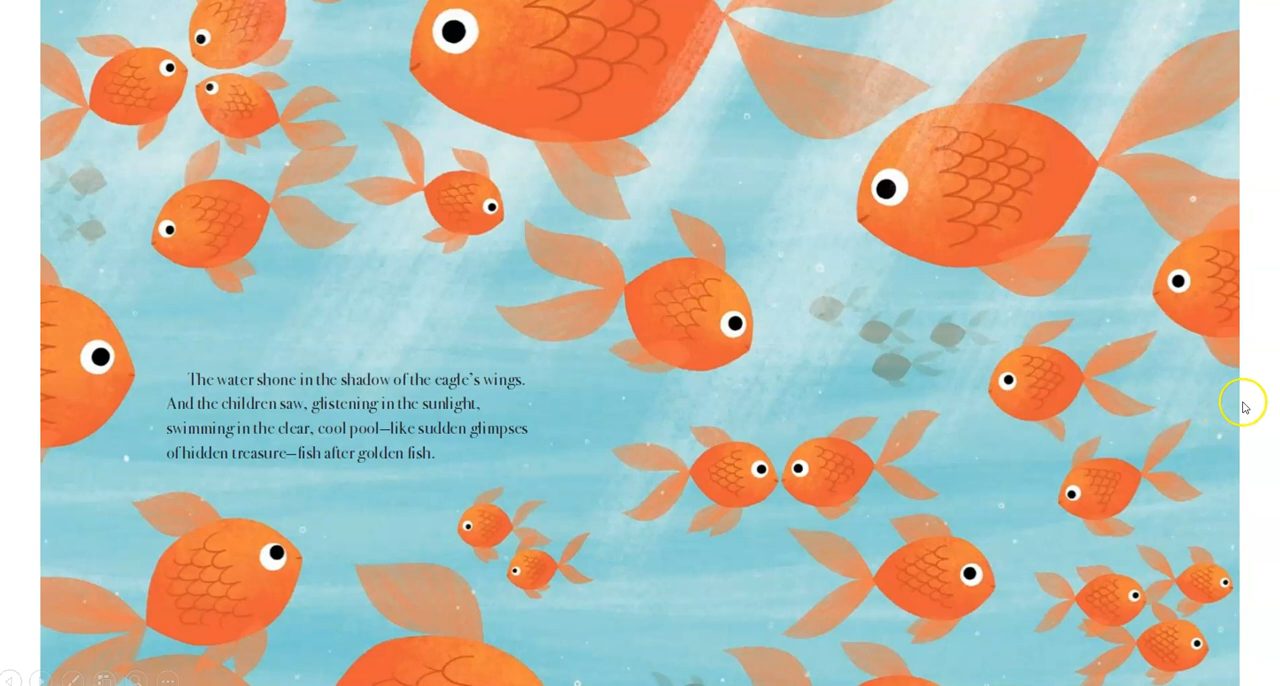 The water shone in the shadow of the eagle's wings.
And the children saw, glistening in the sunlight,
swimming in the clear, cool pool—like sudden glimpses
of hidden treasure—fish after golden fish.